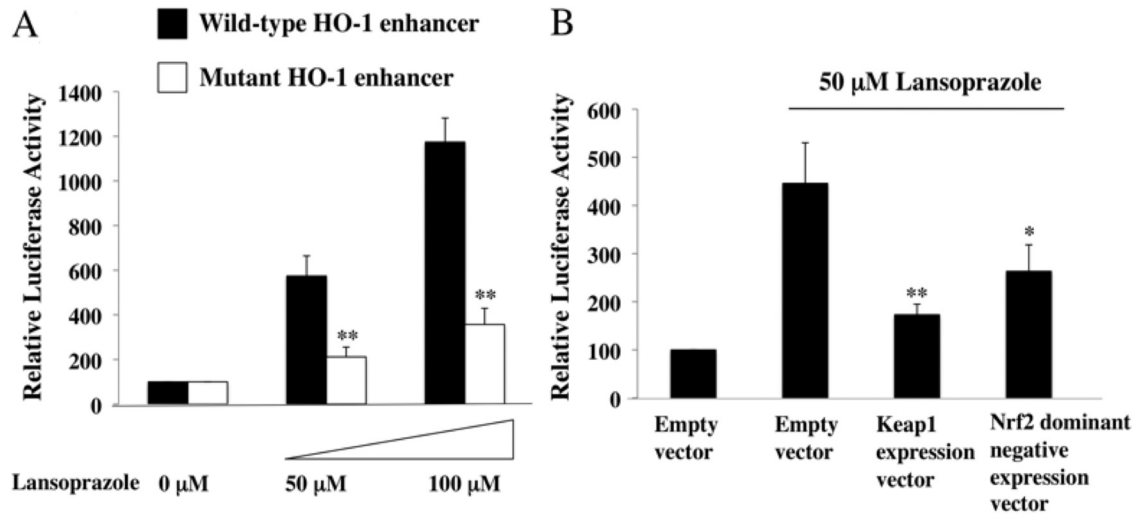 A
Wild-type HO-1 enhancer
Mutant HO-1 enhancer
Relative Luciferase Activity
1400
1200
1000
800
600
400
200
0
**
**
Lansoprazole 0 μM 50 μM 100 μM
B
50 μM Lansoprazole
Relative Luciferase Activity
600
500
400
300
200
100
0
**
*
Empty
vector
Empty
vector
Keap1
expression
vector
Nrf2 dominant
negative
expression
vector